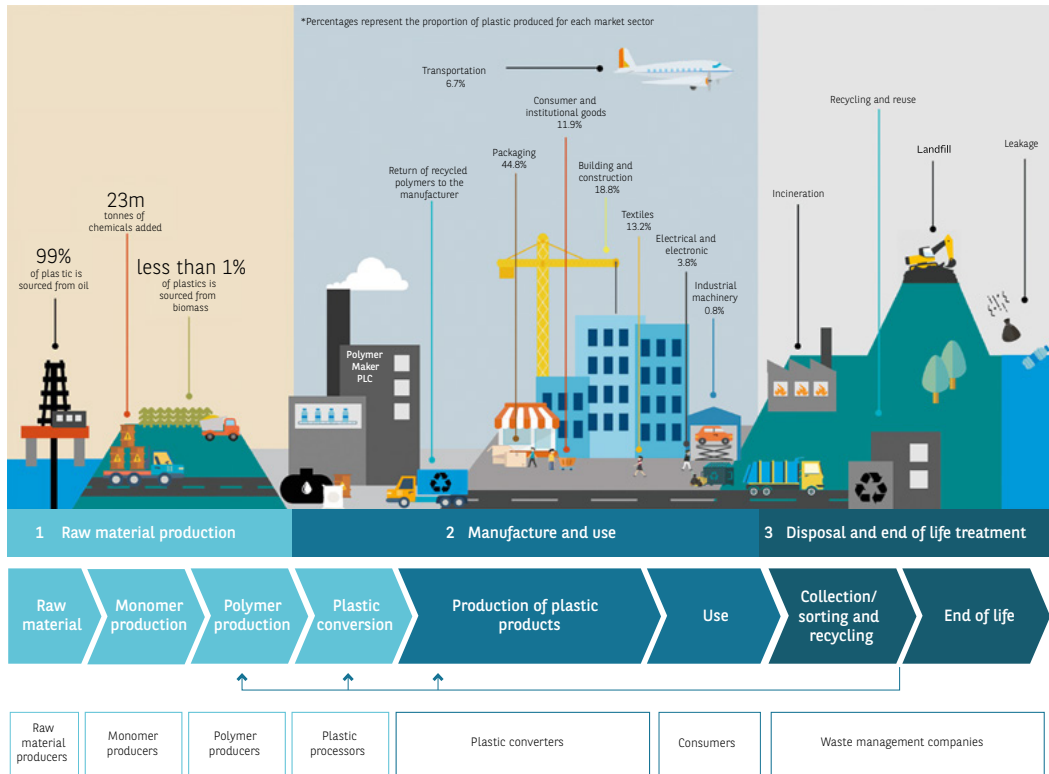 *Percentages represent the proportion of plastic produced for each market sector
99%
of plastic is
sourced from oil
23m
tonnes of
chemicals added
less than 1%
of plastics is
sourced from
biomass
Transportation
6.7%
Return of recycled
polymers to the
manufacturer
Packaging
44.8%
Consumer and
institutional goods
11.9%
Building and
construction
18.8%
Textiles
13.2%
Electrical and
electronic
3.8%
Industrial
machinery
0.8%
Polymer
Maker
PLC
Incineration
Recycling and reuse
Landfill
Leakage
1 Raw material production
2 Manufacture and use
3 Disposal and end of life treatment
Raw
material
Monomer
production
Polymer
production
Plastic
conversion
Production of plastic
products
Use
Collection/
sorting and
recycling
End of life
Raw
material
producers
Monomer
producers
Polymer
producers
Plastic
processors
Plastic converters
Consumers
Waste management companies